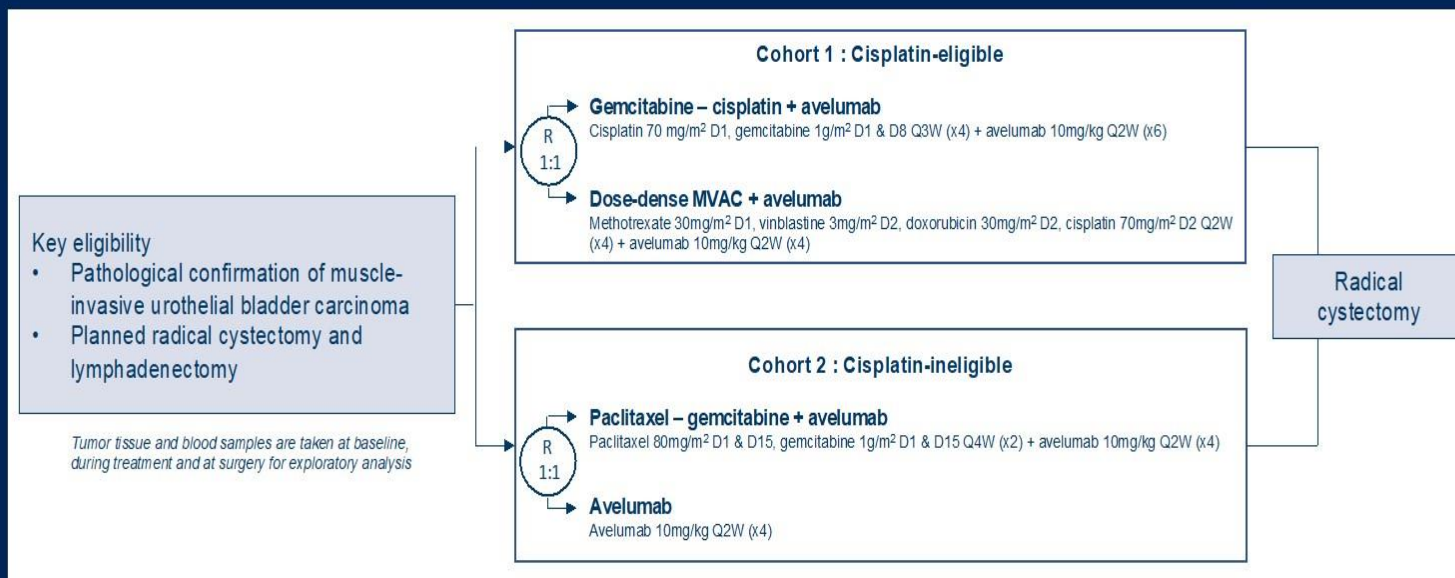 Key eligibility
• Pathological confirmation of muscle-
invasive urothelial bladder carcinoma
• Planned radical cystectomy and
lymphadenectomy
Tumor tissue and blood samples are taken at baseline,
during treatment and at surgery for exploratory analysis
Cohort 1 : Cisplatin-eligible
R
1:1
Gemcitabine – cisplatin + avelumab
Cisplatin 70 mg/m² D1, gemcitabine 1g/m² D1 & D8 Q3W (x4) + avelumab 10mg/kg Q2W (x6)
Dose-dense MVAC + avelumab
Methotrexate 30mg/m² D1, vinblastine 3mg/m² D2, doxorubicin 30mg/m² D2, cisplatin 70mg/m² D2 Q2W
(x4) + avelumab 10mg/kg Q2W (x4)
Cohort 2 : Cisplatin-ineligible
R
1:1
Paclitaxel – gemcitabine + avelumab
Paclitaxel 80mg/m² D1 & D15, gemcitabine 1g/m² D1 & D15 Q4W (x2) + avelumab 10mg/kg Q2W (x4)
Avelumab
Avelumab 10mg/kg Q2W (x4)
Radical
cystectomy